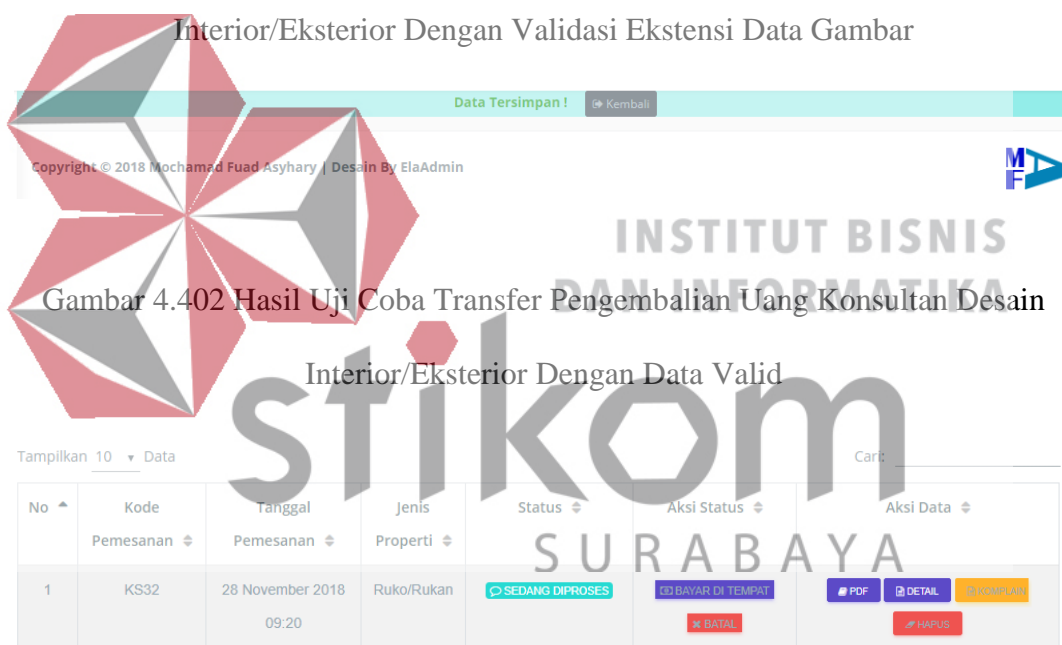 Interior/Eksterior Dengan Validasi Ekstensi Data Gambar
Data Tersimpan ! Kembali
Copyright © 2018 Mochamad Fuad Asyhary | Desain By ElaAdmin
MFA
INSTITUT BISNIS
DAN INFORMATIKA
Gambar 4.402 Hasil Uji Coba Transfer Pengembalian Uang Konsultan Desain
Interior/Eksterior Dengan Data Valid
stikom
SURABAYA
Tampilkan 10 Data Cari:
No Kode Pemesanan Tanggal Pemesanan Jenis Properti Status Aksi Status Aksi Data
1 KS32 28 November 2018 Ruko/Rukan SEDANG DIPROSES BAYAR DI TEMPAT PDF DETAIL KOMPLAIN
09:20 BATAL HAPUS